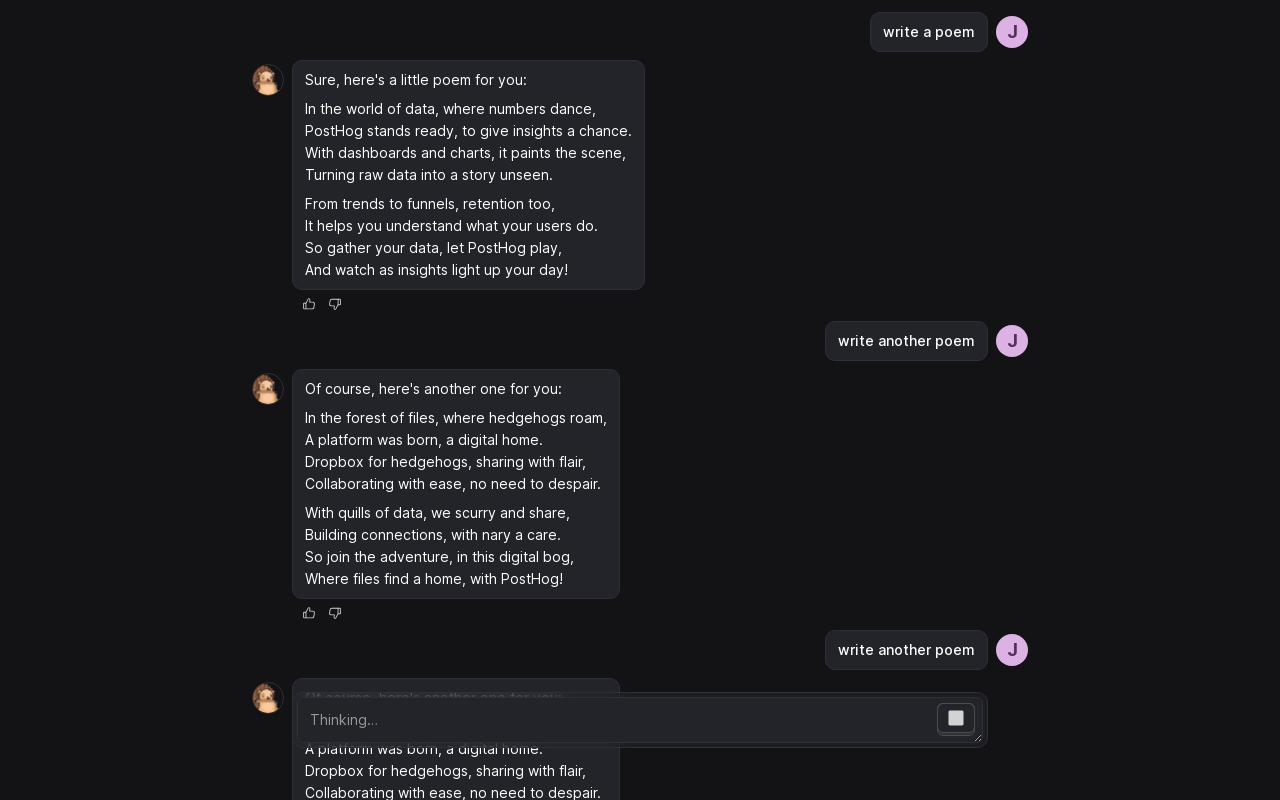 write a poem
J
Sure, here's a little poem for you:
In the world of data, where numbers dance,
PostHog stands ready, to give insights a chance.
With dashboards and charts, it paints the scene,
Turning raw data into a story unseen.
From trends to funnels, retention too,
It helps you understand what your users do.
So gather your data, let PostHog play,
And watch as insights light up your day!
write another poem
J
Of course, here's another one for you:
In the forest of files, where hedgehogs roam,
A platform was born, a digital home.
Dropbox for hedgehogs, sharing with flair,
Collaborating with ease, no need to despair.
With quills of data, we scurry and share,
Building connections, with nary a care.
So join the adventure, in this digital bog,
Where files find a home, with PostHog!
write another poem
J
Of course, here's another one for you:
Thinking...
A platform was born, a digital home.
Dropbox for hedgehogs, sharing with flair,
Collaborating with ease, no need to despair.